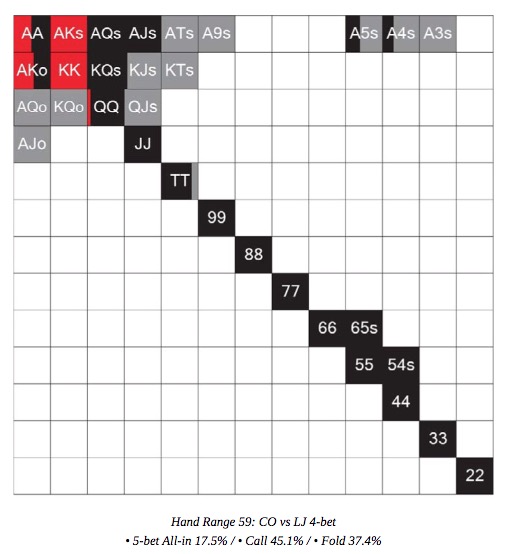 AA AKs AQs AJs ATs A9s A5s A4s A3s
AKo KK KQs KJs KTs
AQo KQo QQ QJs
AJo JJ
TT
99
88
77
66 65s
55 54s
44
33
22
Hand Range 59: CO vs LJ 4-bet
• 5-bet All-in 17.5% / • Call 45.1% / • Fold 37.4%